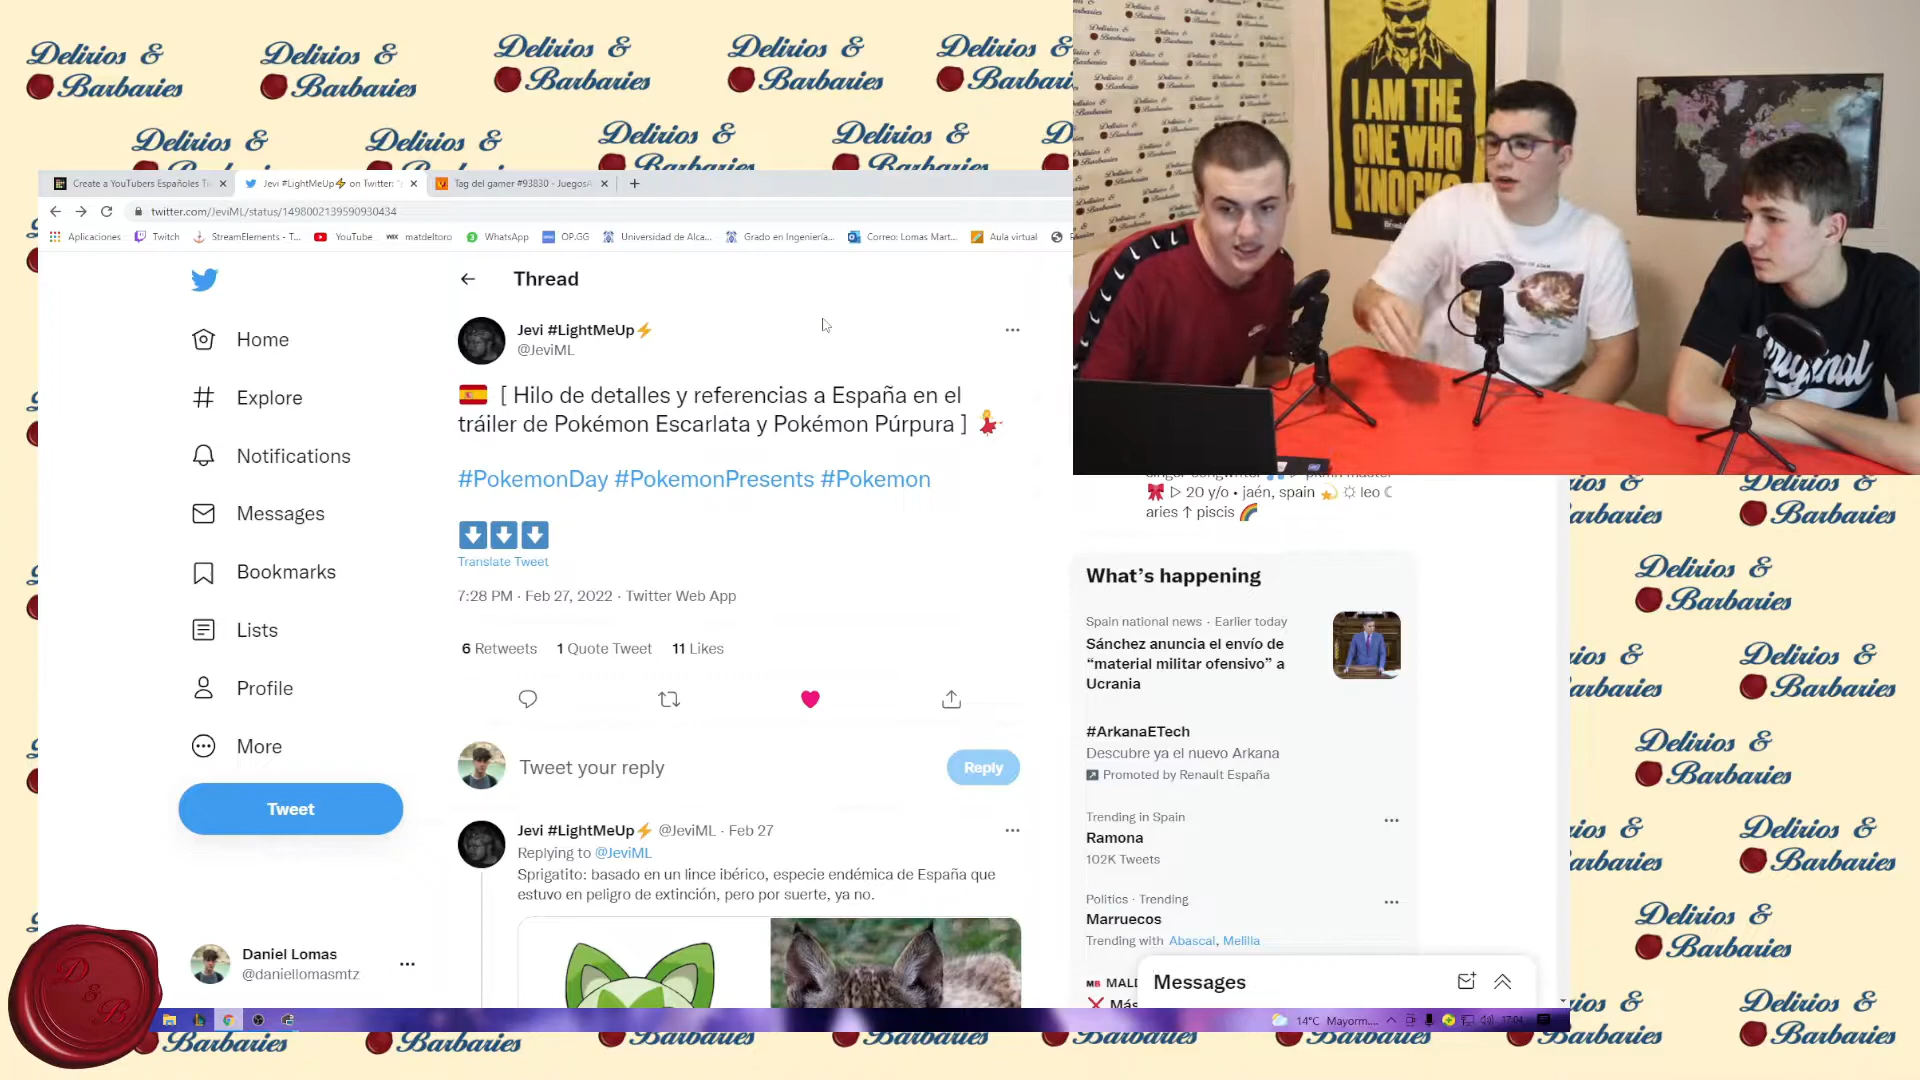 Delirios & Barbaries
Create a YouTubers Españoles Ti
Jevi #LightMeUp⚡ on Twitter: "
Tag del gamer #93830 - JuegosA
twitter.com/JeviML/status/1498002139590930434
Aplicaciones
Twitch
StreamElements - T...
YouTube
matdeltoro
WhatsApp
OP.GG
Universidad de Alca...
Grado en Ingeniería...
Correo: Lomas Mart...
Aula virtual
Home
Explore
Notifications
Messages
Bookmarks
Lists
Profile
More
Tweet
Daniel Lomas
@daniellomasmtz
Thread
Jevi #LightMeUp⚡
@JeviML
🇪🇸 [ Hilo de detalles y referencias a España en el
tráiler de Pokémon Escarlata y Pokémon Púrpura ] 💃
#PokemonDay #PokemonPresents #Pokemon
⬇️⬇️⬇️
Translate Tweet
7:28 PM · Feb 27, 2022 · Twitter Web App
6 Retweets 1 Quote Tweet 11 Likes
Tweet your reply
Reply
Jevi #LightMeUp⚡ @JeviML · Feb 27
Replying to @JeviML
Sprigatito: basado en un lince ibérico, especie endémica de España que
estuvo en peligro de extinción, pero por suerte, ya no.
I AM THE
ONE WHO
KNOCKS
Original
🎀 ▷ 20 y/o • jaén, spain 💫 ☼ leo ☾
aries ↑ piscis 🌈
What's happening
Spain national news · Earlier today
Sánchez anuncia el envío de
“material militar ofensivo” a
Ucrania
#ArkanaETech
Descubre ya el nuevo Arkana
Promoted by Renault España
Trending in Spain
Ramona
102K Tweets
Politics · Trending
Marruecos
Trending with Abascal, Melilla
Messages
14°C Mayorm...
17:04
D & B